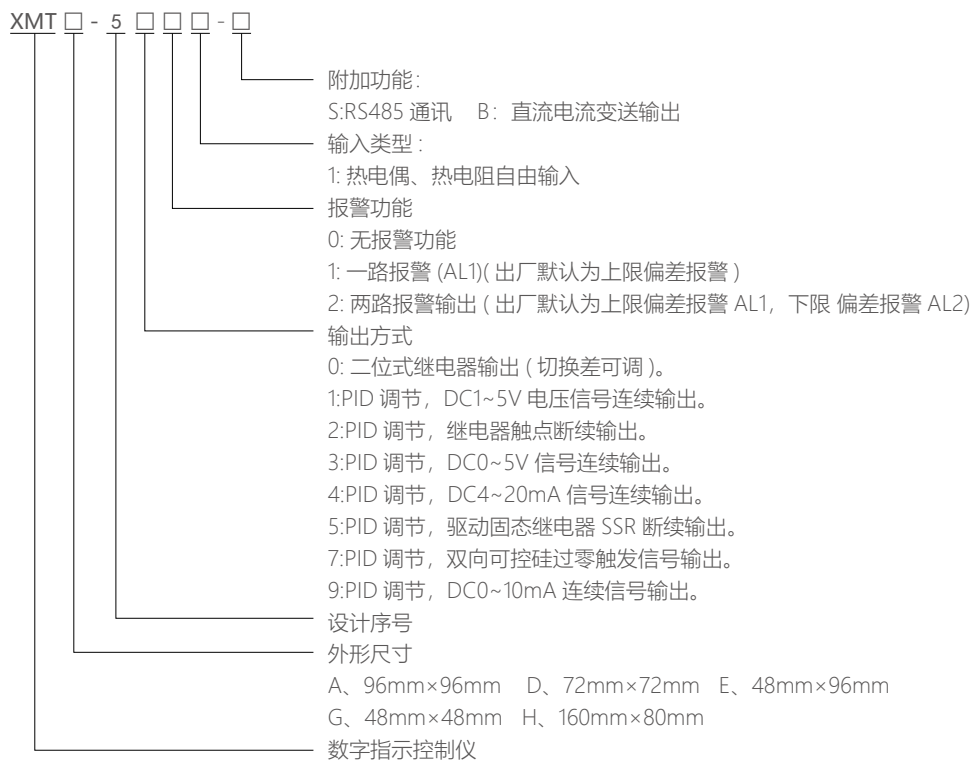 XMT □ - 5 □ □ □ - □
附加功能：
S:RS485 通讯 B：直流电流变送输出
输入类型：
1: 热电偶、热电阻自由输入
报警功能
0: 无报警功能
1: 一路报警 (AL1)( 出厂默认为上限偏差报警 )
2: 两路报警输出 ( 出厂默认为上限偏差报警 AL1，下限 偏差报警 AL2)
输出方式
0: 二位式继电器输出 ( 切换差可调 )。
1:PID 调节，DC1~5V 电压信号连续输出。
2:PID 调节，继电器触点断续输出。
3:PID 调节，DC0~5V 信号连续输出。
4:PID 调节，DC4~20mA 信号连续输出。
5:PID 调节，驱动固态继电器 SSR 断续输出。
7:PID 调节，双向可控硅过零触发信号输出。
9:PID 调节，DC0~10mA 连续信号输出。
设计序号
外形尺寸
A、96mm×96mm D、72mm×72mm E、48mm×96mm
G、48mm×48mm H、160mm×80mm
数字指示控制仪